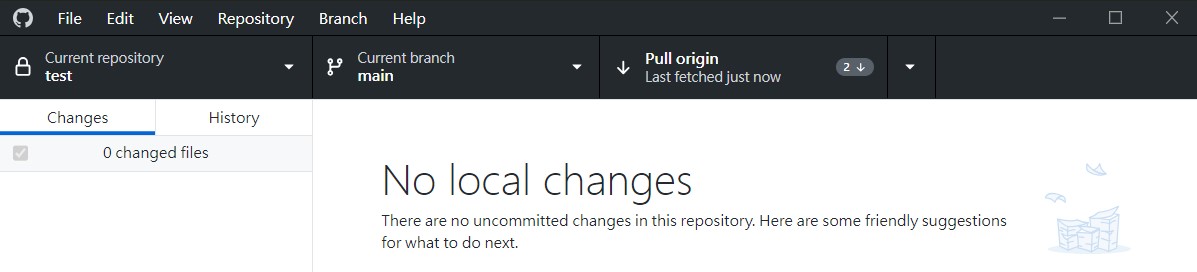 File Edit View Repository Branch Help
Current repository
test
Current branch
main
Pull origin
Last fetched just now
2
Changes
History
0 changed files
No local changes
There are no uncommitted changes in this repository. Here are some friendly suggestions
for what to do next.